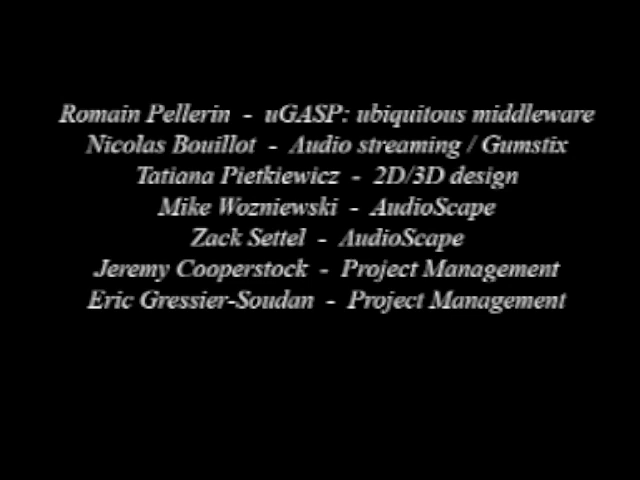 Romain Pellerin - uGASP: ubiquitous middleware
Nicolas Bouillot - Audio streaming / Gumstix
Tatiana Pietkiewicz - 2D/3D design
Mike Wozniewski - AudioScape
Zack Settel - AudioScape
Jeremy Cooperstock - Project Management
Eric Gressier-Soudan - Project Management